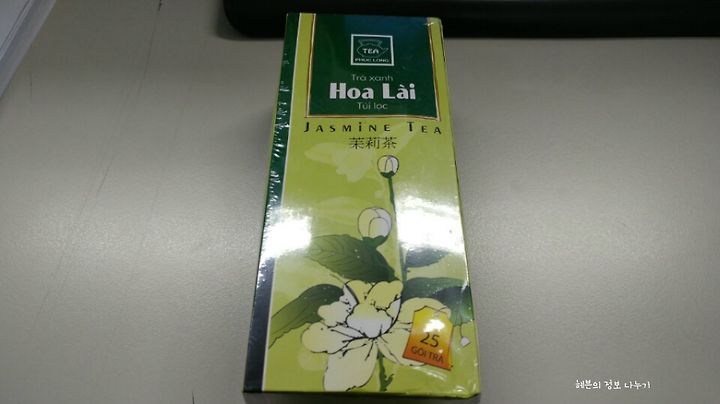 TEA
PHUC LONG
Trà xanh
Hoa Lài
Túi lọc
JASMINE TEA
茉莉茶
25
GÓI TRÀ
헤븐의 정보 나누기